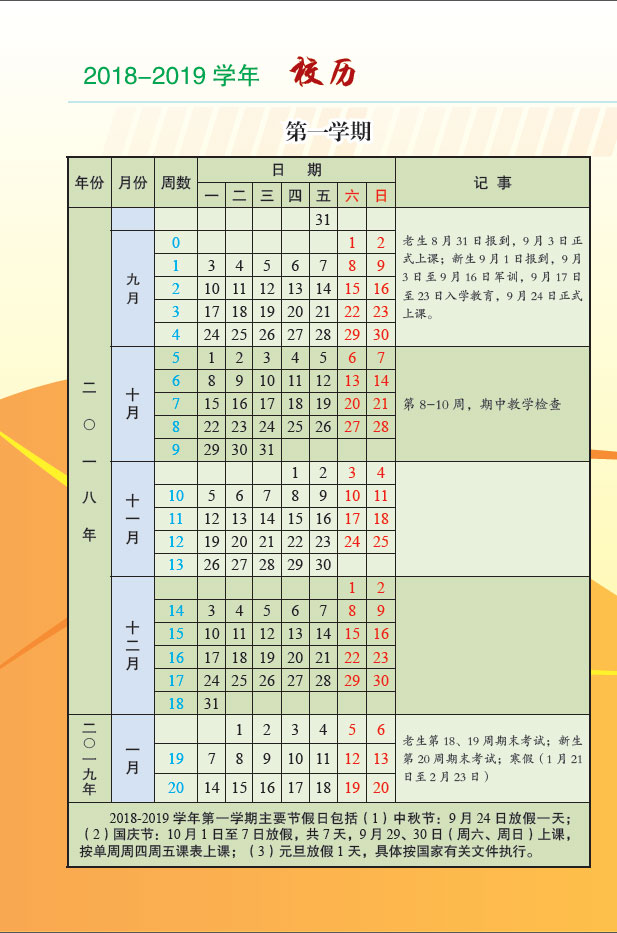 2018-2019 学年 校历
第一学期
年份 月份 周数 日 期 记 事
一 二 三 四 五 六 日
二〇一八年
31
九月
0 1 2
1 3 4 5 6 7 8 9
2 10 11 12 13 14 15 16
3 17 18 19 20 21 22 23
4 24 25 26 27 28 29 30
老生 8 月 31 日报到，9 月 3 日正
式上课；新生 9 月 1 日报到，9 月
3 日至 9 月 16 日军训，9 月 17 日
至 23 日入学教育，9 月 24 日正式
上课。
十月
5 1 2 3 4 5 6 7
6 8 9 10 11 12 13 14
7 15 16 17 18 19 20 21
8 22 23 24 25 26 27 28
9 29 30 31
第 8-10 周，期中教学检查
十一月
1 2 3 4
10 5 6 7 8 9 10 11
11 12 13 14 15 16 17 18
12 19 20 21 22 23 24 25
13 26 27 28 29 30
十二月
1 2
14 3 4 5 6 7 8 9
15 10 11 12 13 14 15 16
16 17 18 19 20 21 22 23
17 24 25 26 27 28 29 30
18 31
二〇一九年
一月
1 2 3 4 5 6
19 7 8 9 10 11 12 13
20 14 15 16 17 18 19 20
老生第 18、19 周期末考试；新生
第 20 周期末考试；寒假（1 月 21
日至 2 月 23 日）
2018-2019 学年第一学期主要节假日包括（1）中秋节：9 月 24 日放假一天；
（2）国庆节：10 月 1 日至 7 日放假，共 7 天，9 月 29、30 日（周六、周日）上课，
按单周周四周五课表上课；（3）元旦放假 1 天，具体按国家有关文件执行。